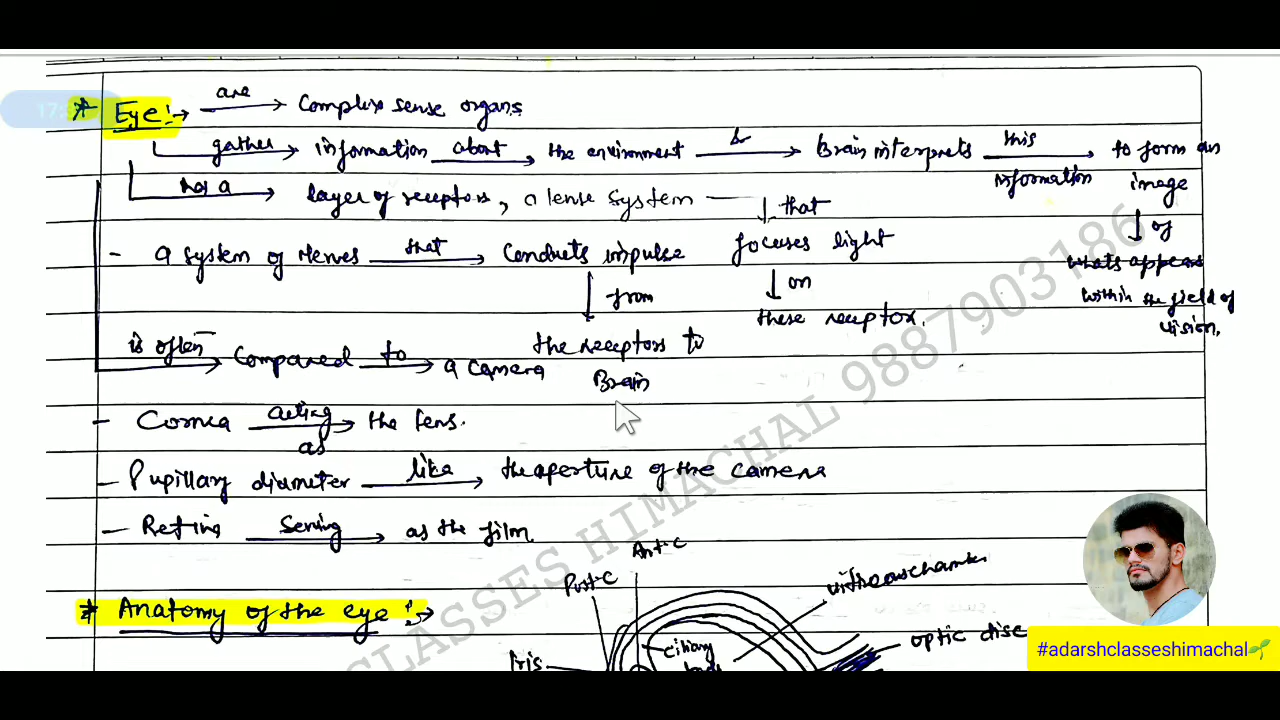 * Eye:→ are → Complex sense organs
gather → information about → the environment & → Brain interprets this information → to form an image
↓ of
whats appears within the field of vision.
has a → layer of receptors, a lense system — ↓ that
focuses light
↓ on
these receptor.
- a system of nerves that → Conducts impulse
↓ from
the receptors to Brain
is often → Compared to → a camera
- Cornea acting as → the lens.
- Pupillary diameter like → the aperture of the camera
- Retina Serving → as the film.
* Anatomy of the eye:→
Post.C
Ant.C
vitreous chamber
optic disc
Iris
Ciliary
CLASSES HIMACHAL 9887903186
#adarshclasseshimachal🌱